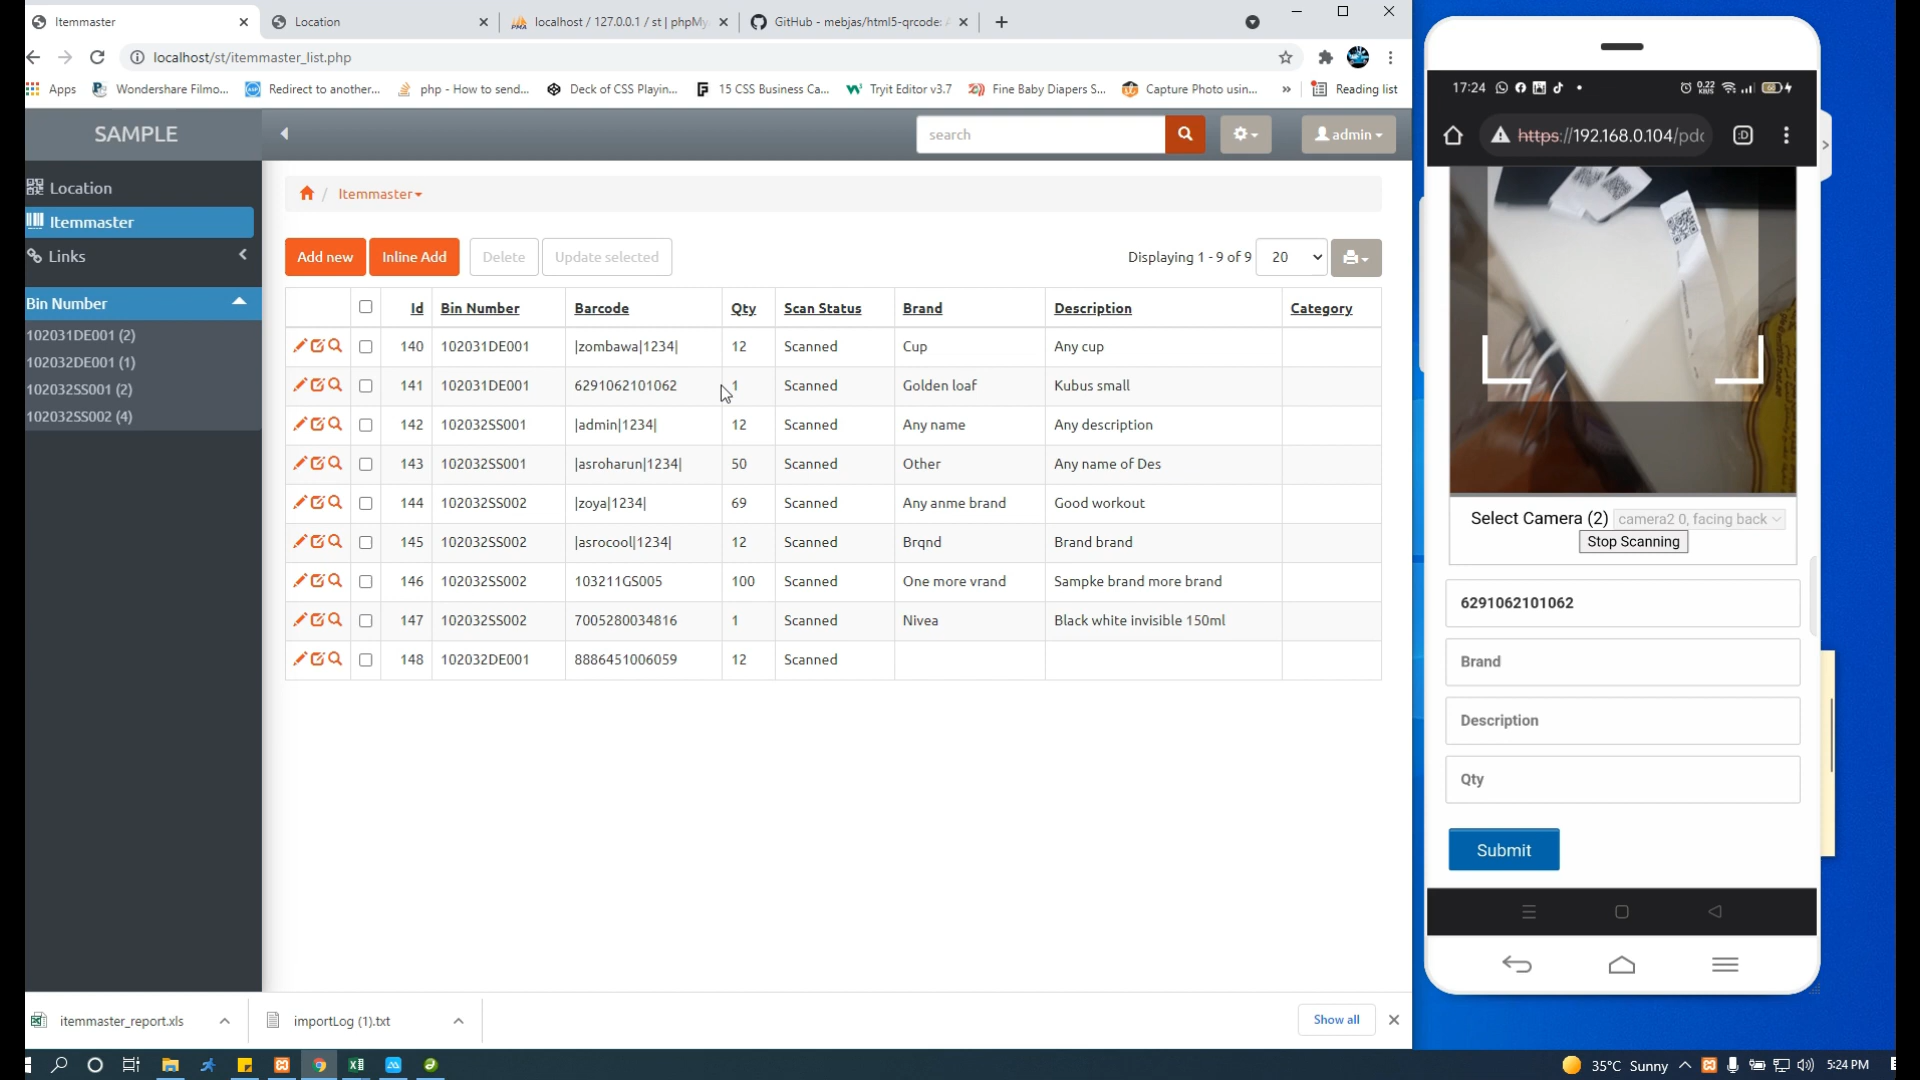 Itemmaster
Location
localhost / 127.0.0.1 / st | phpMy
GitHub - mebjas/html5-qrcode:
localhost/st/itemmaster_list.php
Apps
Wondershare Filmo...
Redirect to another...
php - How to send...
Deck of CSS Playin...
15 CSS Business Ca...
Tryit Editor v3.7
Fine Baby Diapers S...
Capture Photo usin...
»
Reading list
SAMPLE
search
admin
Location
Itemmaster
Links
Bin Number
102031DE001 (2)
102032DE001 (1)
102032SS001 (2)
102032SS002 (4)
/ Itemmaster
Add new
Inline Add
Delete
Update selected
Displaying 1 - 9 of 9
20
Id Bin Number Barcode Qty Scan Status Brand Description Category
140 102031DE001 |zombawa|1234| 12 Scanned Cup Any cup
141 102031DE001 6291062101062 1 Scanned Golden loaf Kubus small
142 102032SS001 |admin|1234| 12 Scanned Any name Any description
143 102032SS001 |asroharun|1234| 50 Scanned Other Any name of Des
144 102032SS002 |zoya|1234| 69 Scanned Any anme brand Good workout
145 102032SS002 |asrocool|1234| 12 Scanned Brqnd Brand brand
146 102032SS002 103211GS005 100 Scanned One more vrand Sampke brand more brand
147 102032SS002 7005280034816 1 Scanned Nivea Black white invisible 150ml
148 102032DE001 8886451006059 12 Scanned
itemmaster_report.xls
importLog (1).txt
Show all
35°C Sunny
5:24 PM
17:24
0.22
KB/S
https://192.168.0.104/pdc
Select Camera (2) camera2 0, facing back
Stop Scanning
6291062101062
Brand
Description
Qty
Submit